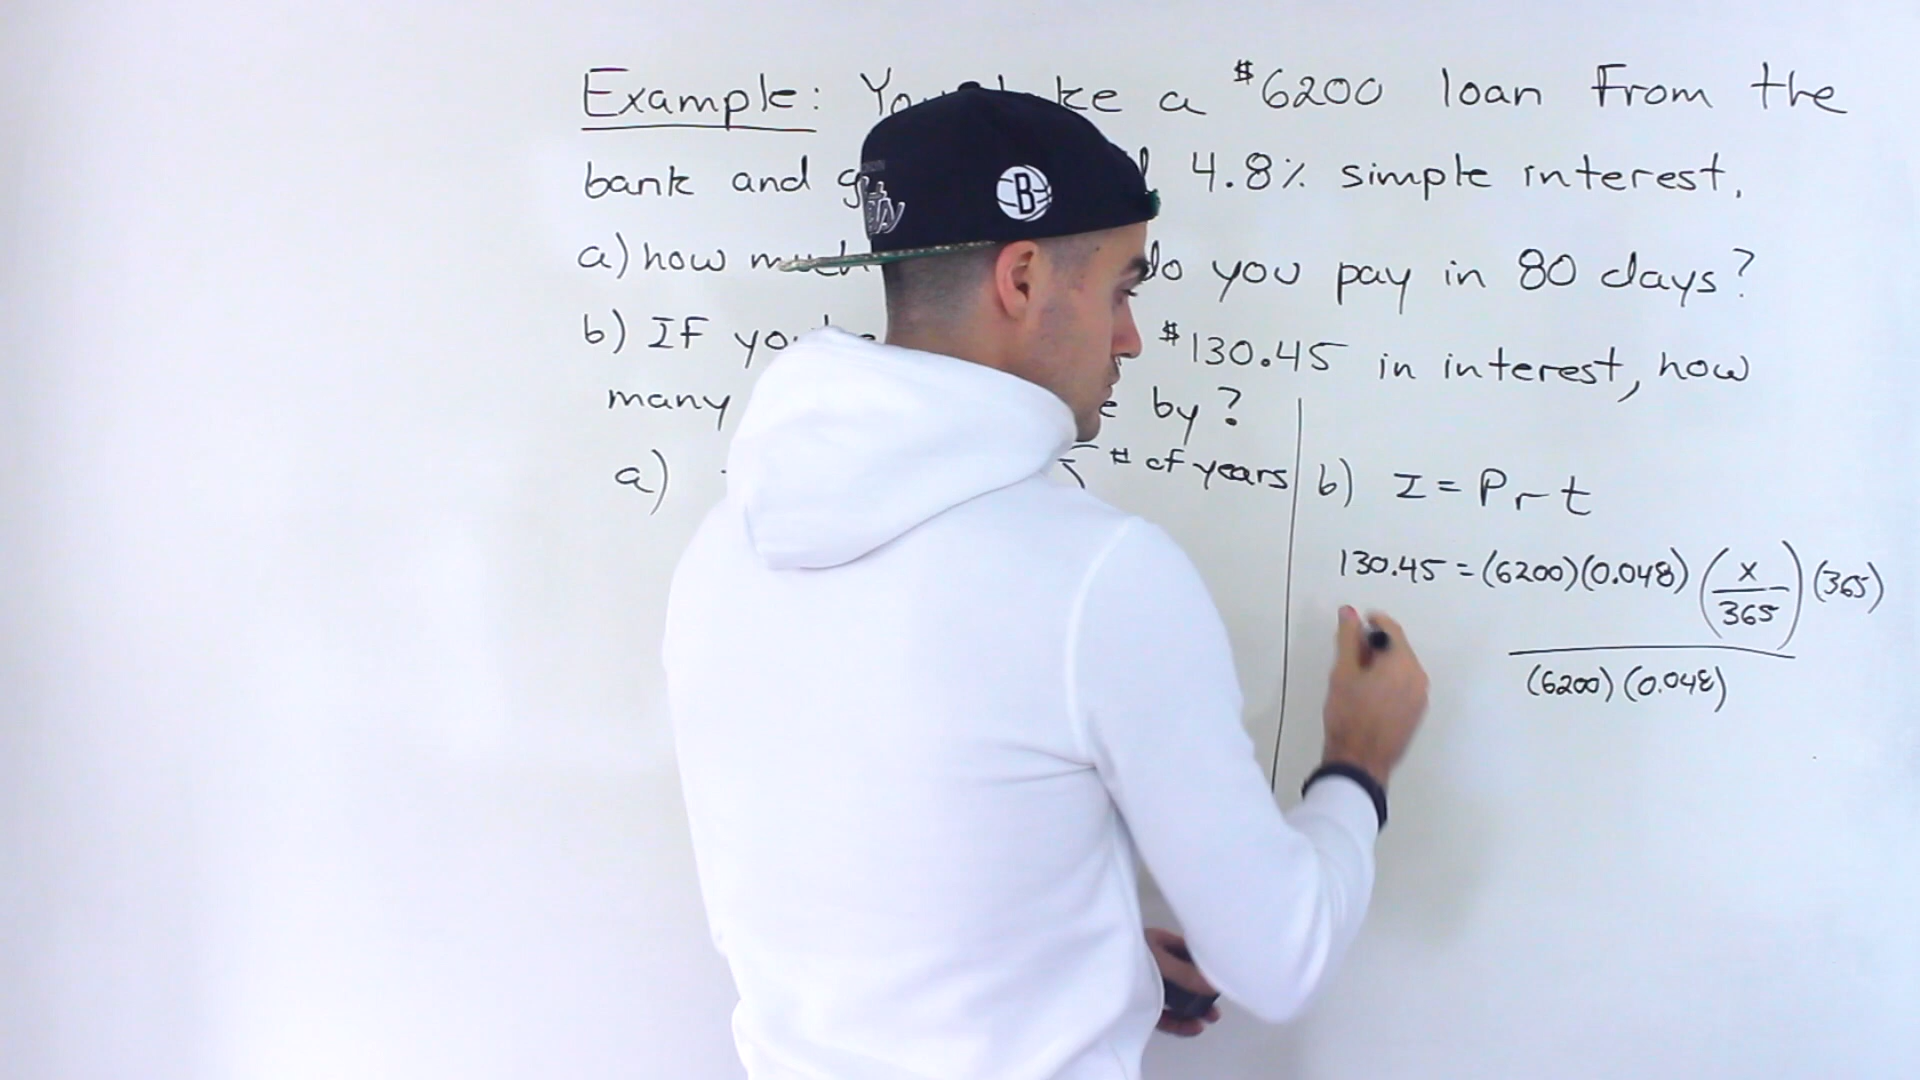 Example: You take a $6200 loan from the
bank and 4.8% simple interest.
a) how much do you pay in 80 days?
b) If $130.45 in interest, how
many by?
a) # of years
b) I = Prt
130.45 = (6200)(0.048) (x/365) (365)
(6200)(0.048)
B